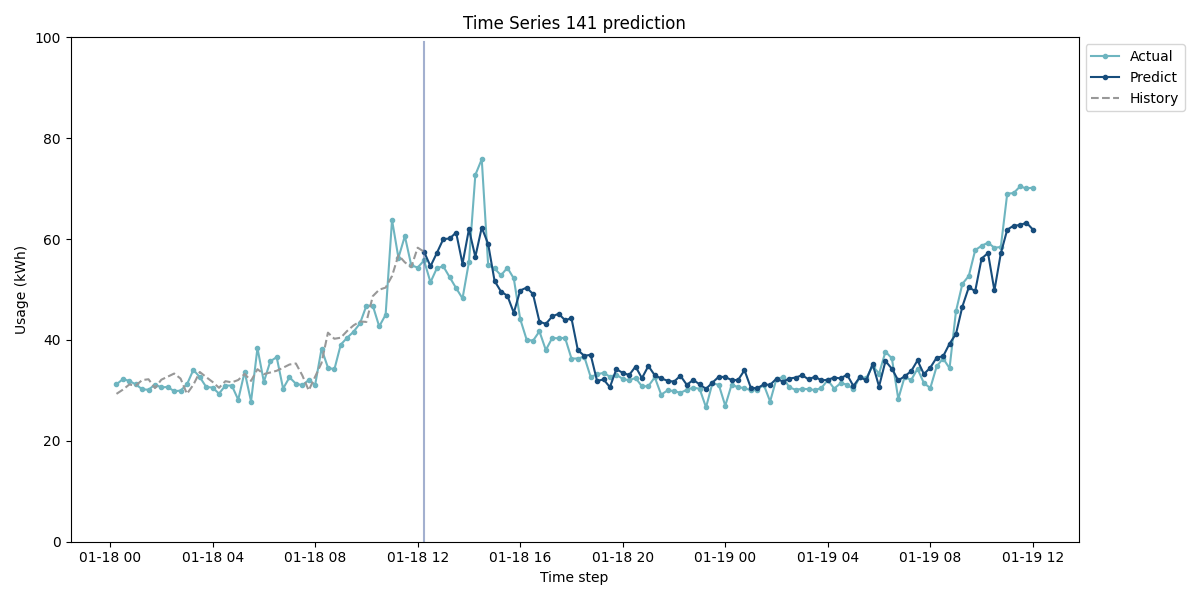 Time Series 141 prediction
100
80
60
40
20
0
Usage (kWh)
01-18 00
01-18 04
01-18 08
01-18 12
01-18 16
01-18 20
01-19 00
01-19 04
01-19 08
01-19 12
Time step
Actual
Predict
History